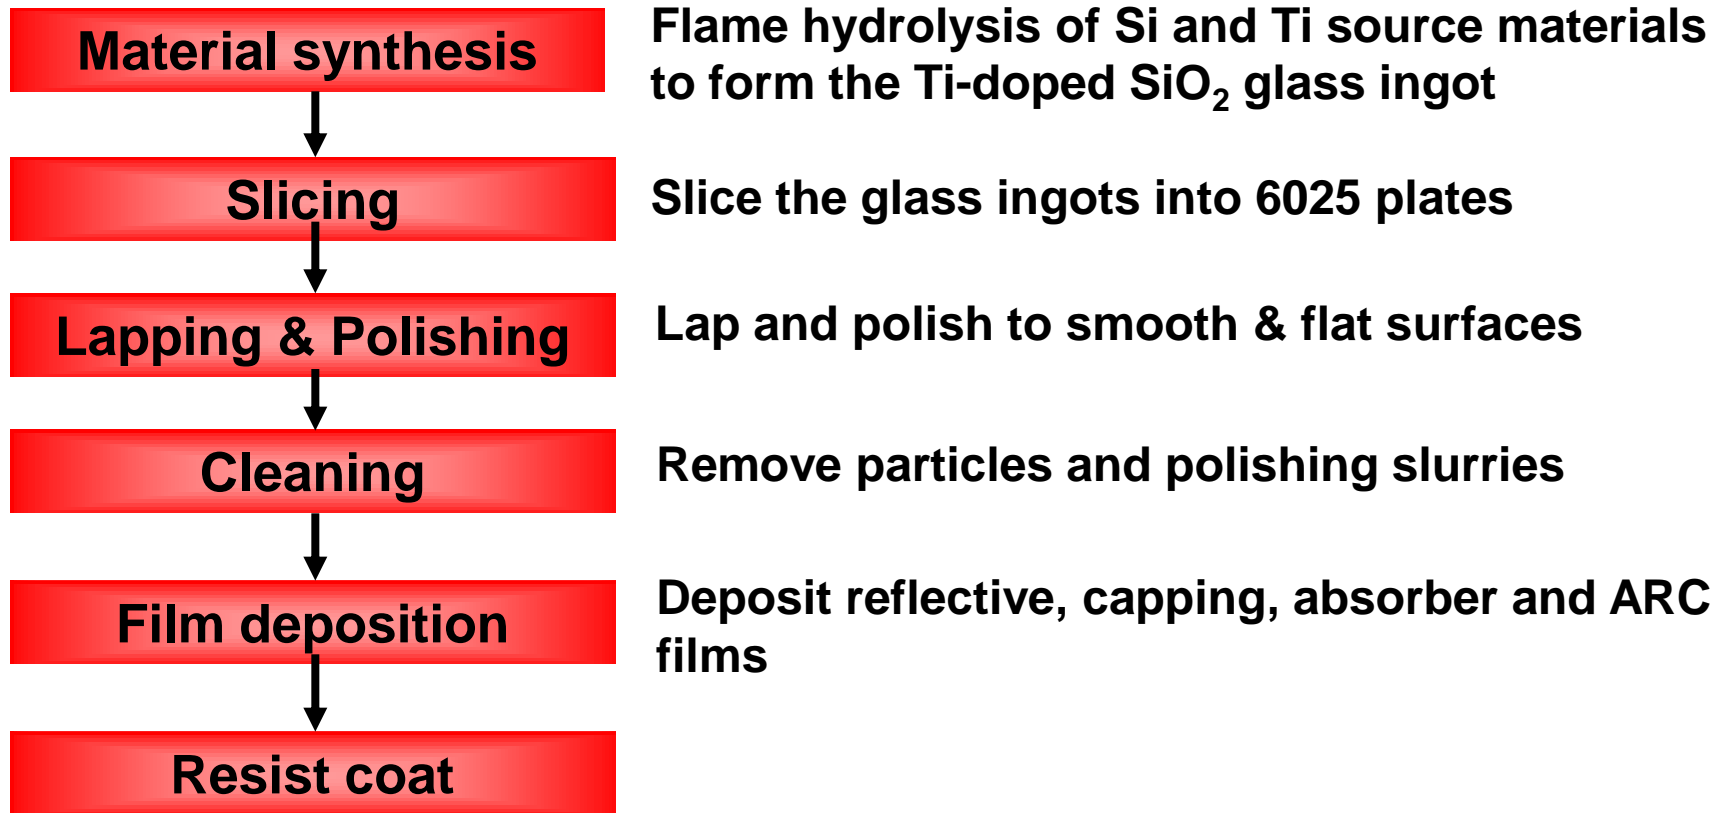 Material synthesis
Flame hydrolysis of Si and Ti source materials
to form the Ti-doped SiO₂ glass ingot
Slicing
Slice the glass ingots into 6025 plates
Lapping & Polishing
Lap and polish to smooth & flat surfaces
Cleaning
Remove particles and polishing slurries
Film deposition
Deposit reflective, capping, absorber and ARC
films
Resist coat